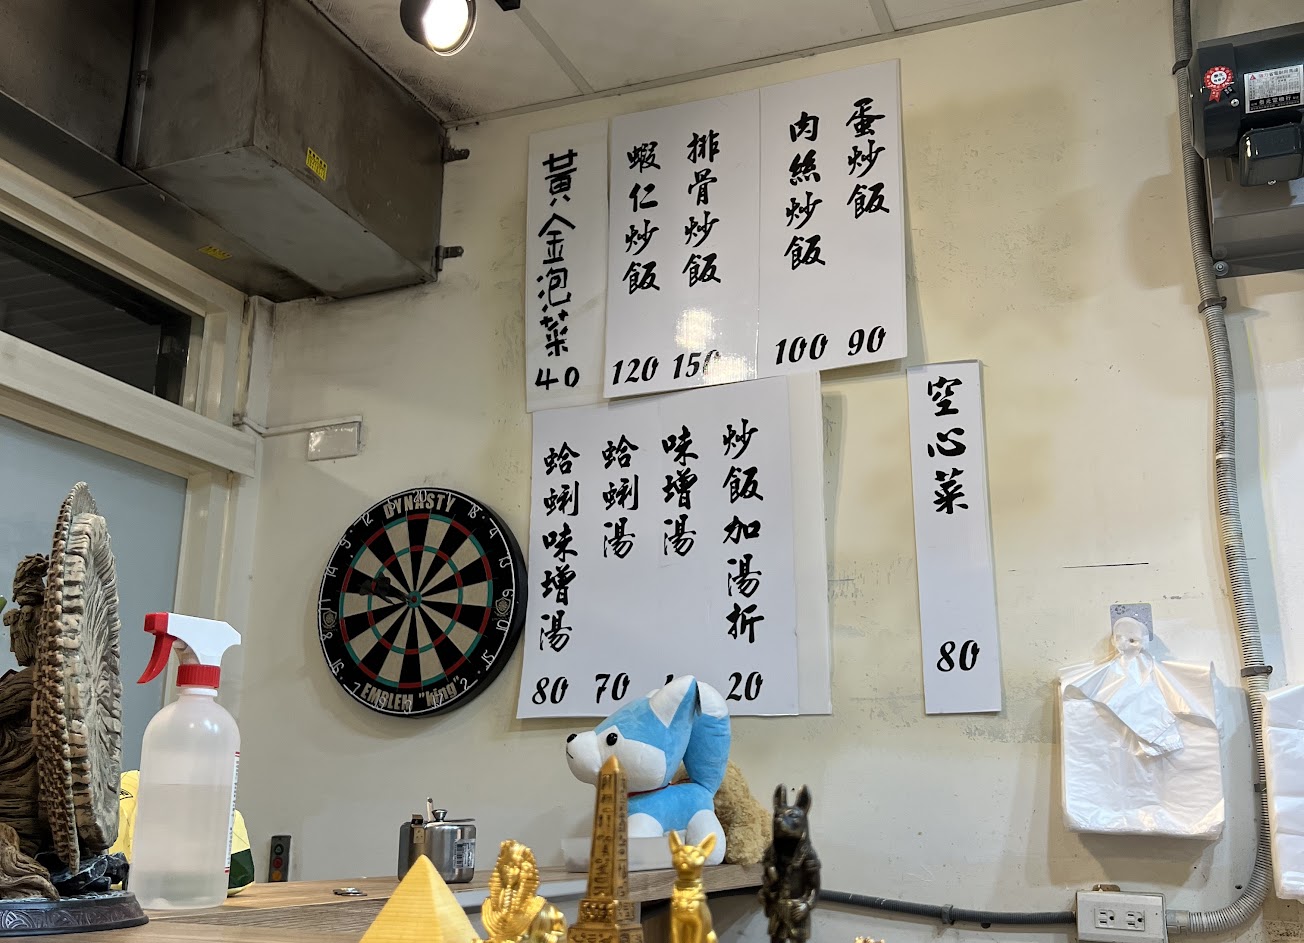 蛋炒飯 90
肉絲炒飯 100
排骨炒飯 150
蝦仁炒飯 120
黃金泡菜 40
空心菜 80
炒飯加湯折 20
味增湯
蛤蜊湯 70
蛤蜊味增湯 80
DYNASTY
EMBLEM "King"